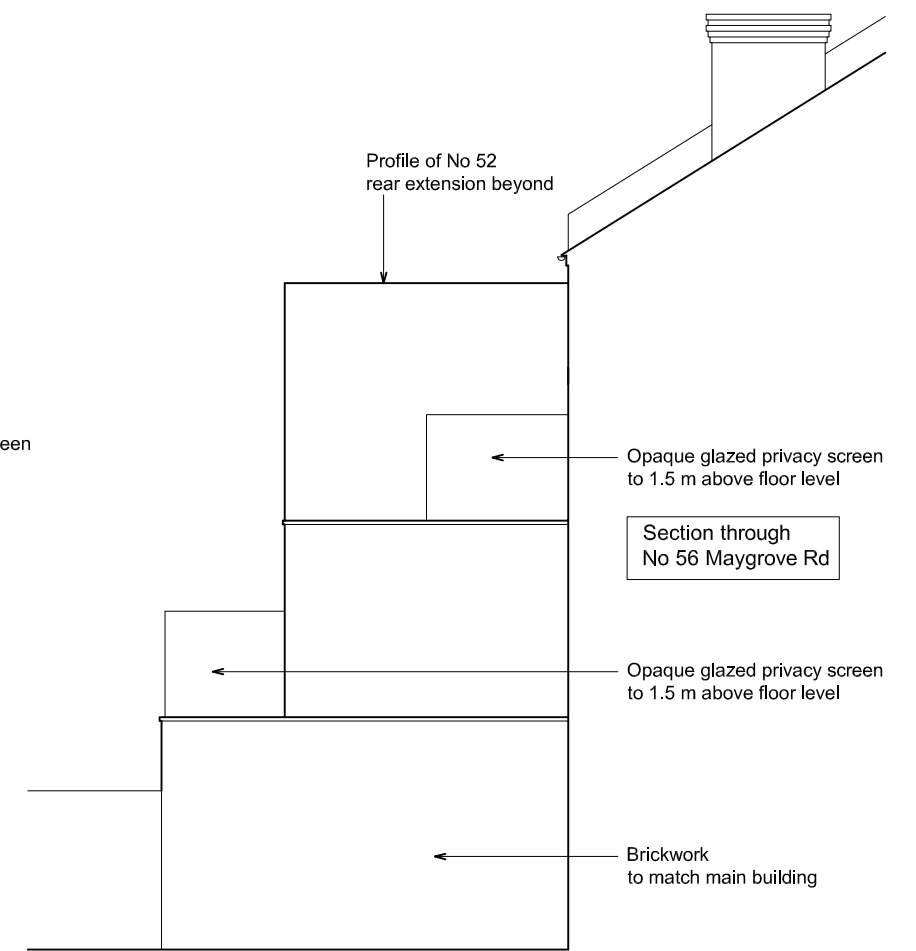 Profile of No 52
rear extension beyond
een
Opaque glazed privacy screen
to 1.5 m above floor level
Section through
No 56 Maygrove Rd
Opaque glazed privacy screen
to 1.5 m above floor level
Brickwork
to match main building